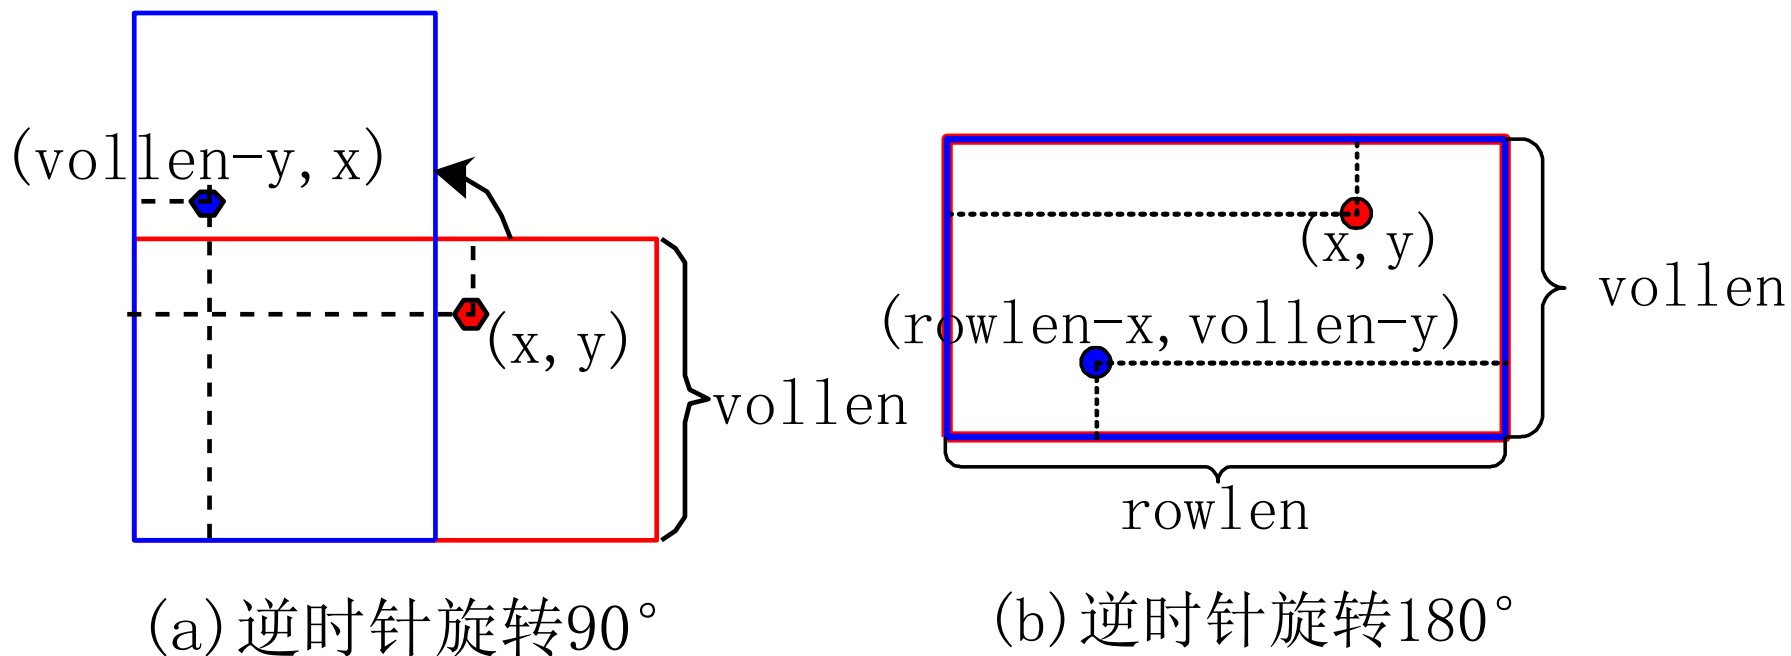 (vollen-y,x)
(x,y)
vollen
(a)逆时针旋转90°
(x,y)
vollen
(rowlen-x,vollen-y)
rowlen
(b)逆时针旋转180°